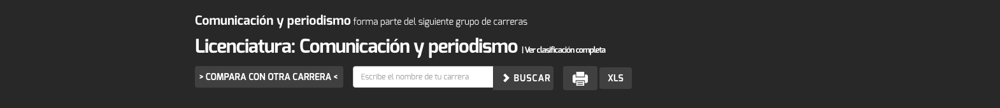 Comunicación y periodismo forma parte del siguiente grupo de carreras
Licenciatura: Comunicación y periodismo | Ver clasificación completa
> COMPARA CON OTRA CARRERA < Escribe el nombre de tu carrera BUSCAR XLS